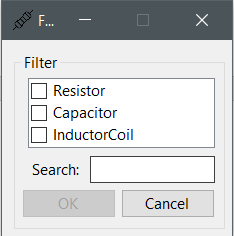 F...
Filter
Resistor
Capacitor
InductorCoil
Search:
OK
Cancel